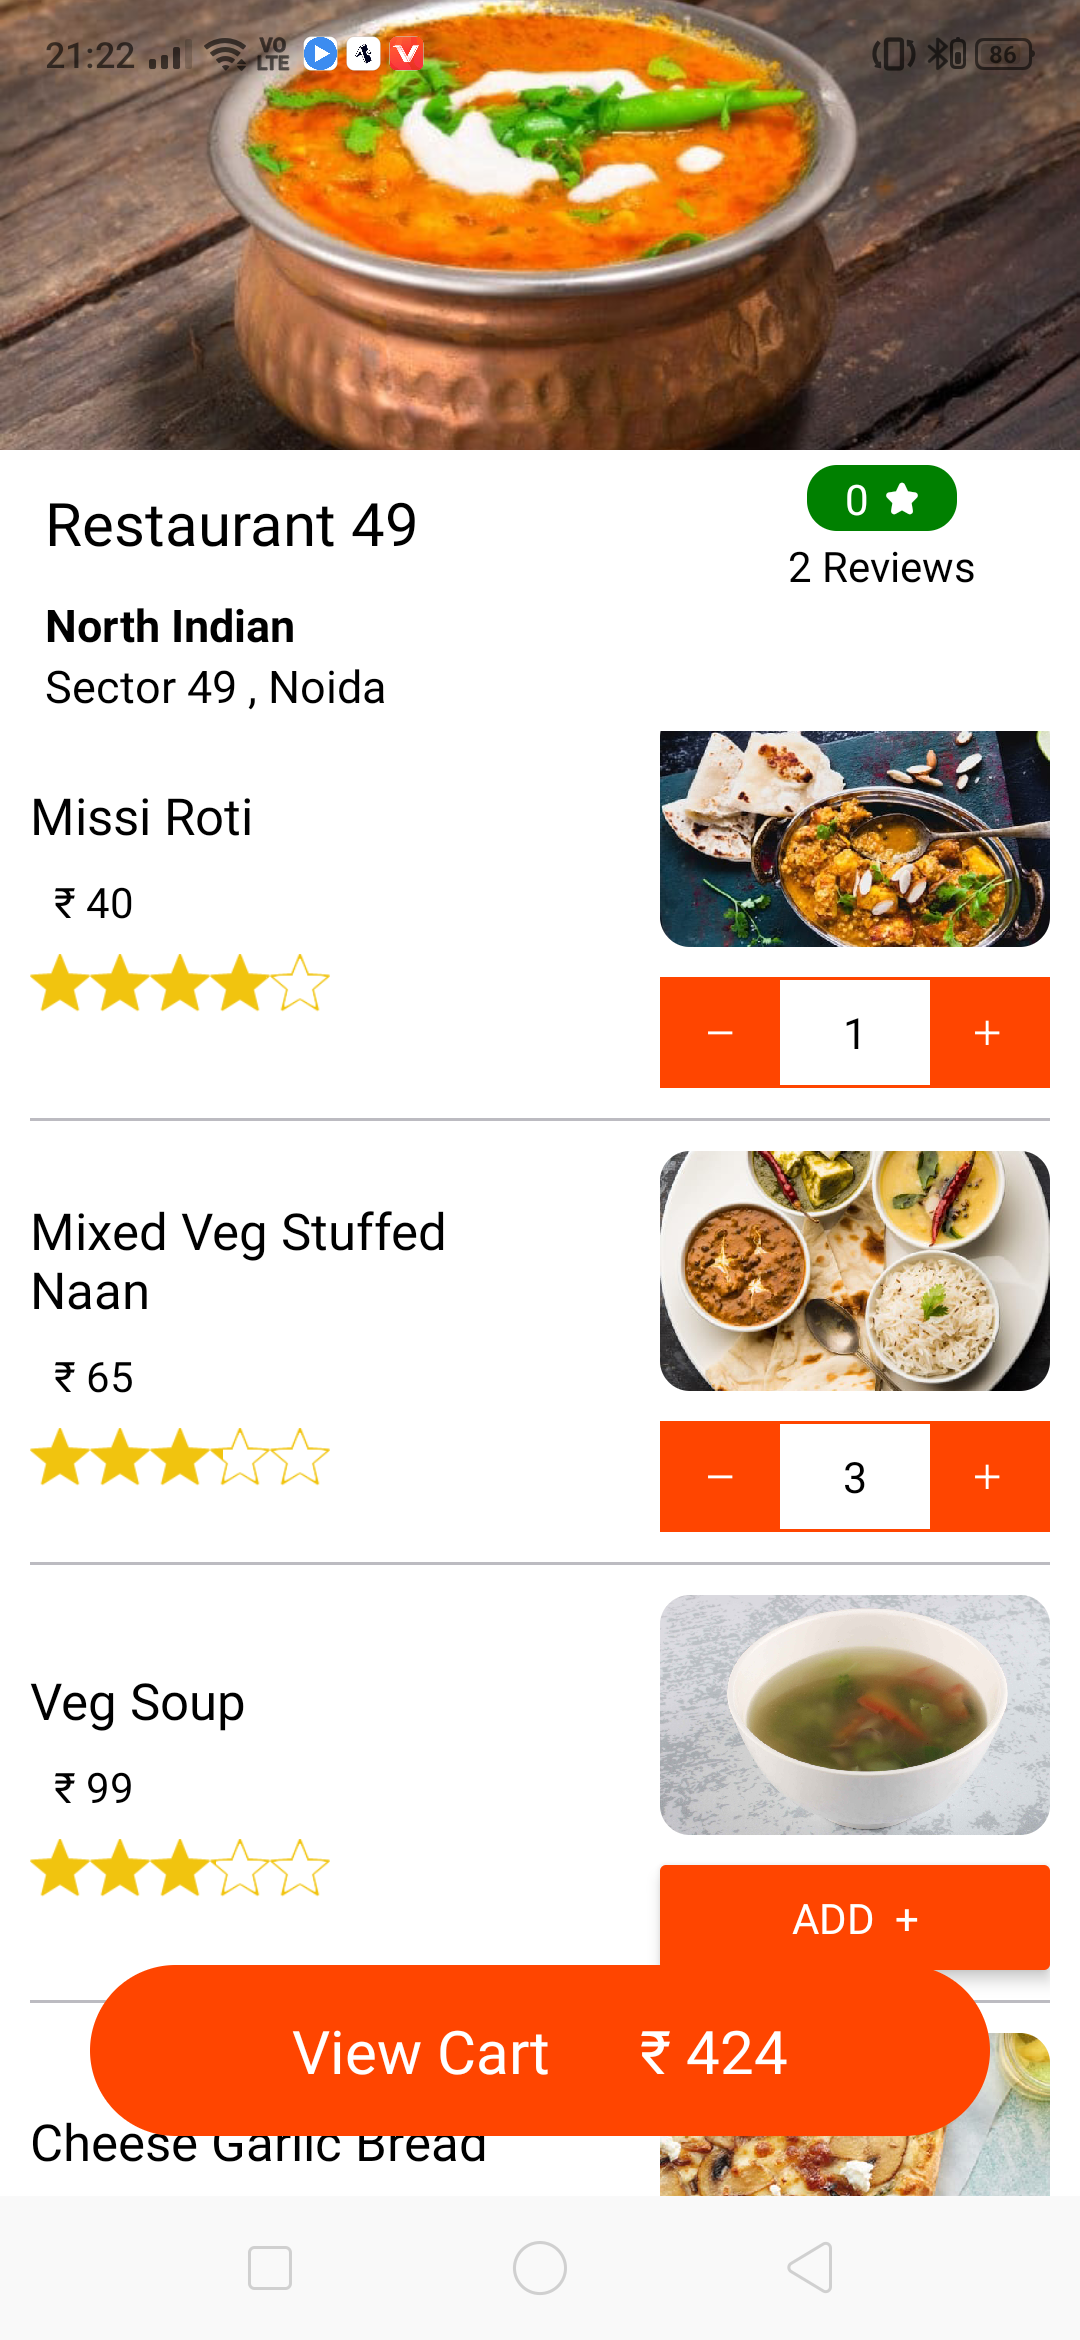 21:22 VO LTE 86
Restaurant 49
0
2 Reviews
North Indian
Sector 49 , Noida
Missi Roti
₹ 40
— 1 +
Mixed Veg Stuffed
Naan
₹ 65
— 3 +
Veg Soup
₹ 99
ADD +
View Cart ₹ 424
Cheese Garlic Bread